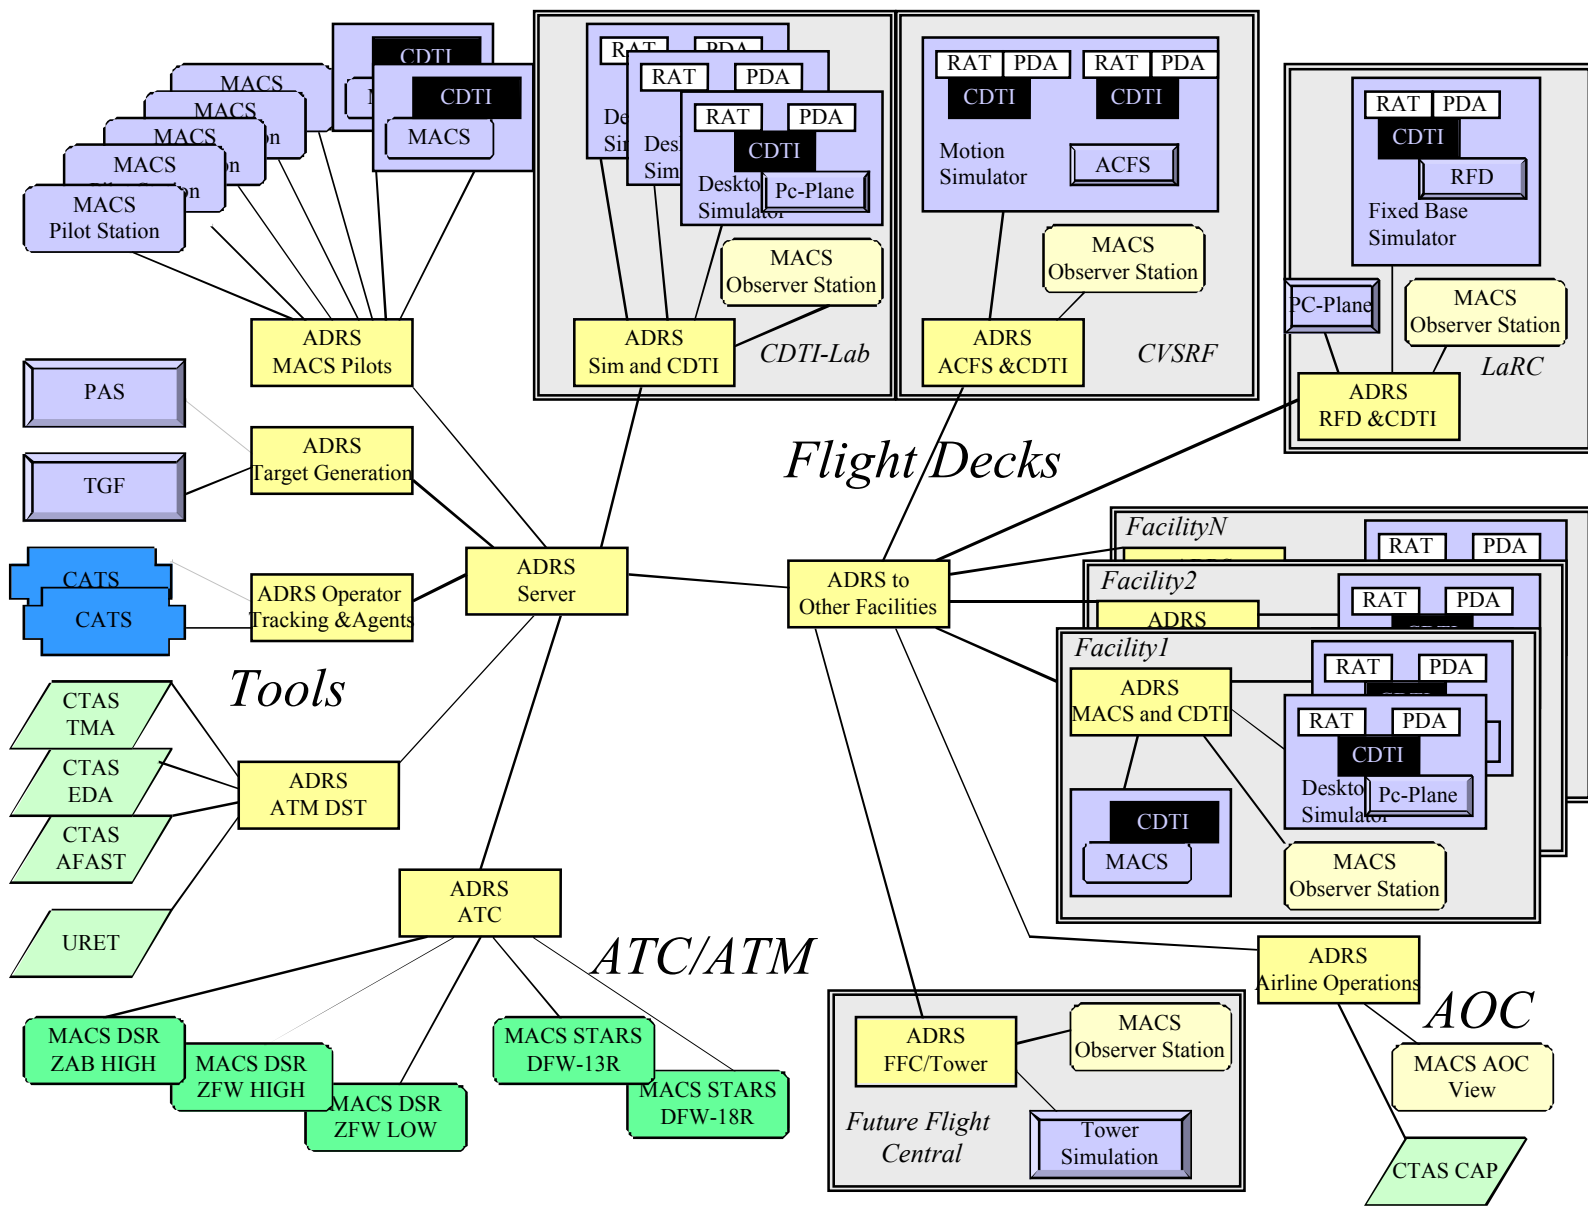 MACS
MACS
MACS
MACS
MACS
Pilot Station
CDTI
CDTI
MACS
ADRS
MACS Pilots
RAT
PDA
RAT
PDA
RAT
PDA
CDTI
Pc-Plane
Simulator
MACS
Observer Station
ADRS
Sim and CDTI
CDTI-Lab
RAT
PDA
RAT
PDA
CDTI
CDTI
Motion
Simulator
ACFS
MACS
Observer Station
ADRS
ACFS &CDTI
CVSRF
RAT
PDA
CDTI
RFD
Fixed Base
Simulator
PC-Plane
MACS
Observer Station
LaRC
ADRS
RFD &CDTI
PAS
TGF
ADRS
Target Generation
Flight Decks
CATS
CATS
ADRS Operator
Tracking &Agents
ADRS
Server
ADRS to
Other Facilities
FacilityN
RAT
PDA
Facility2
RAT
PDA
ADRS
Facility1
RAT
PDA
ADRS
MACS and CDTI
RAT
PDA
CDTI
Pc-Plane
Simulator
CDTI
MACS
MACS
Observer Station
Tools
CTAS
TMA
CTAS
EDA
CTAS
AFAST
URET
ADRS
ATM DST
ADRS
ATC
ATC/ATM
MACS DSR
ZAB HIGH
MACS DSR
ZFW HIGH
MACS DSR
ZFW LOW
MACS STARS
DFW-13R
MACS STARS
DFW-18R
ADRS
FFC/Tower
MACS
Observer Station
Future Flight
Central
Tower
Simulation
ADRS
Airline Operations
AOC
MACS AOC
View
CTAS CAP